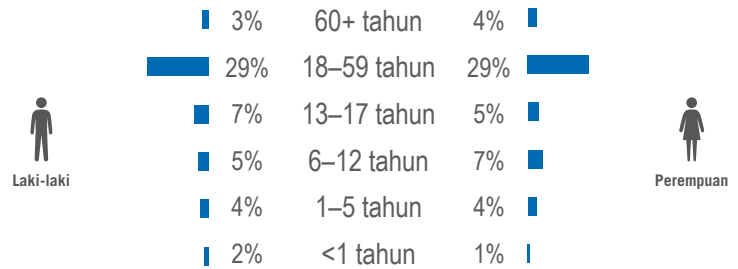 3% 60+ tahun 4%
29% 18–59 tahun 29%
7% 13–17 tahun 5%
5% 6–12 tahun 7%
Laki-laki Perempuan
4% 1–5 tahun 4%
2% <1 tahun 1%